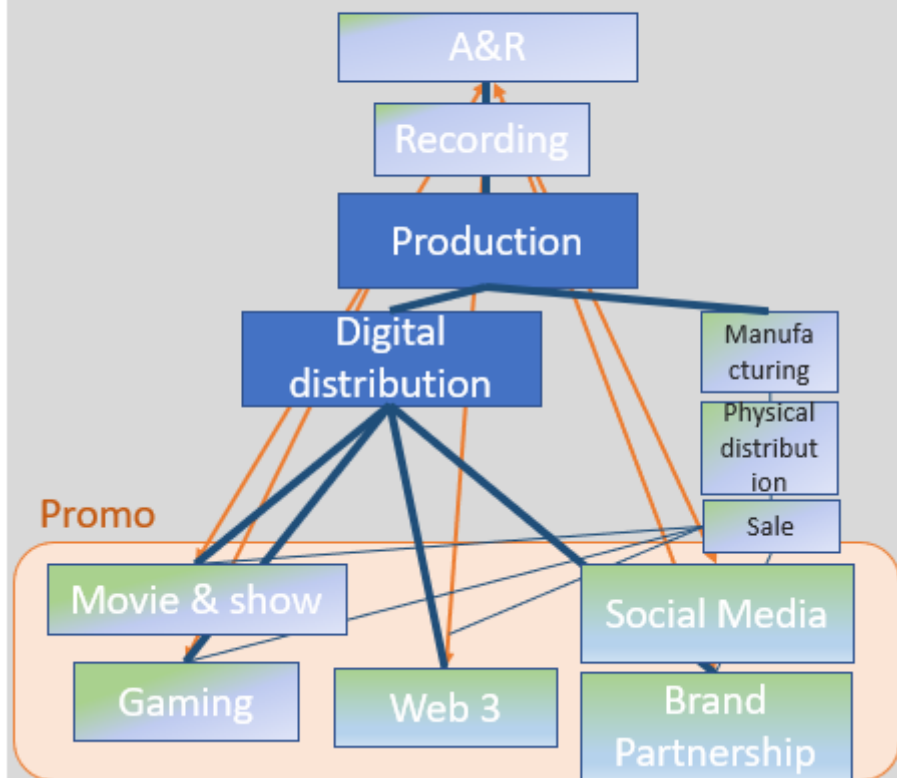 A&R
Recording
Production
Digital
distribution
Manufa
cturing
Physical
distribut
ion
Sale
Promo
Movie & show
Social Media
Gaming
Web 3
Brand
Partnership